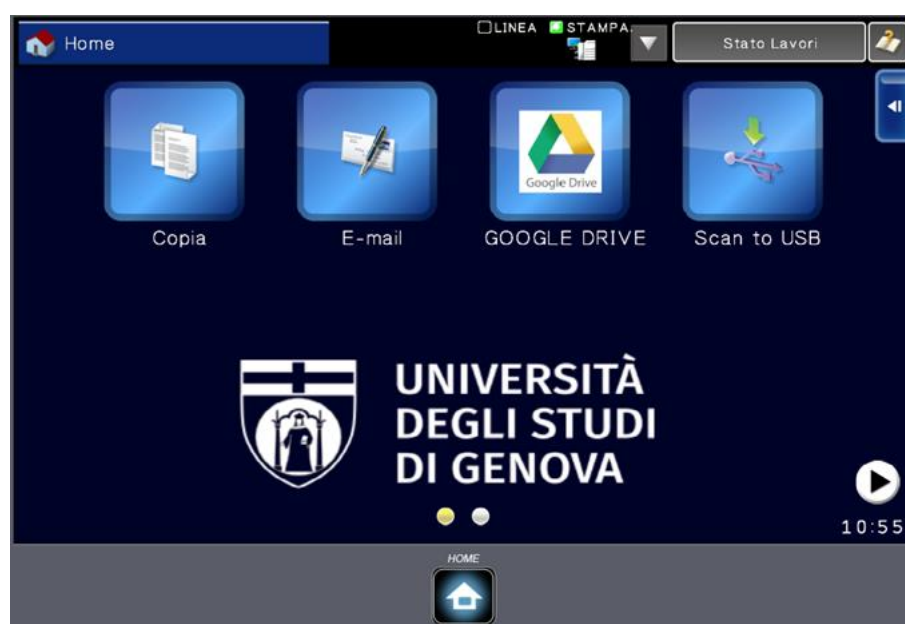 Home
LINEA STAMPA.
Stato Lavori
Google Drive
Copia
E-mail
GOOGLE DRIVE
Scan to USB
UNIVERSITÀ
DEGLI STUDI
DI GENOVA
10:55
HOME